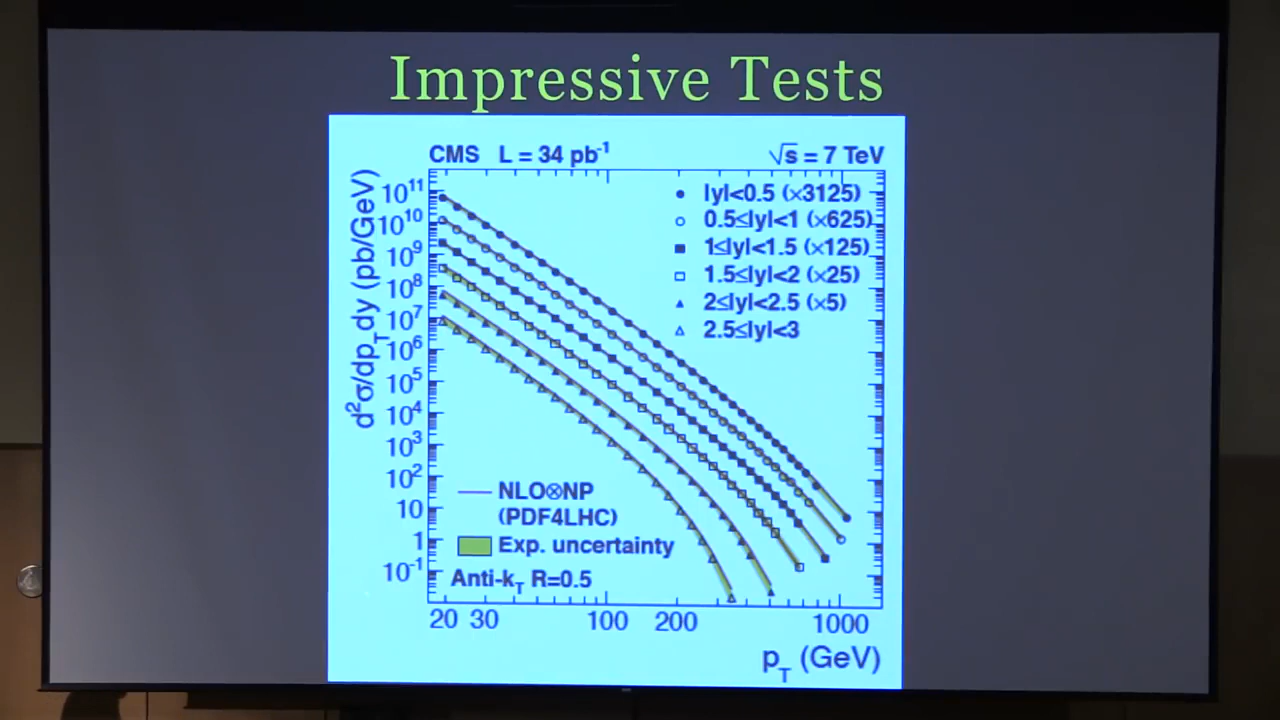 Impressive Tests
CMS L = 34 pb⁻¹ √s = 7 TeV
|y|<0.5 (×3125)
0.5≤|y|<1 (×625)
1≤|y|<1.5 (×125)
1.5≤|y|<2 (×25)
2≤|y|<2.5 (×5)
2.5≤|y|<3
d²σ/dp_T dy (pb/GeV)
10¹¹
10¹⁰
10⁹
10⁸
10⁷
10⁶
10⁵
10⁴
10³
10²
10
1
10⁻¹
NLO⊗NP
(PDF4LHC)
Exp. uncertainty
Anti-k_T R=0.5
20 30 100 200 1000
p_T (GeV)